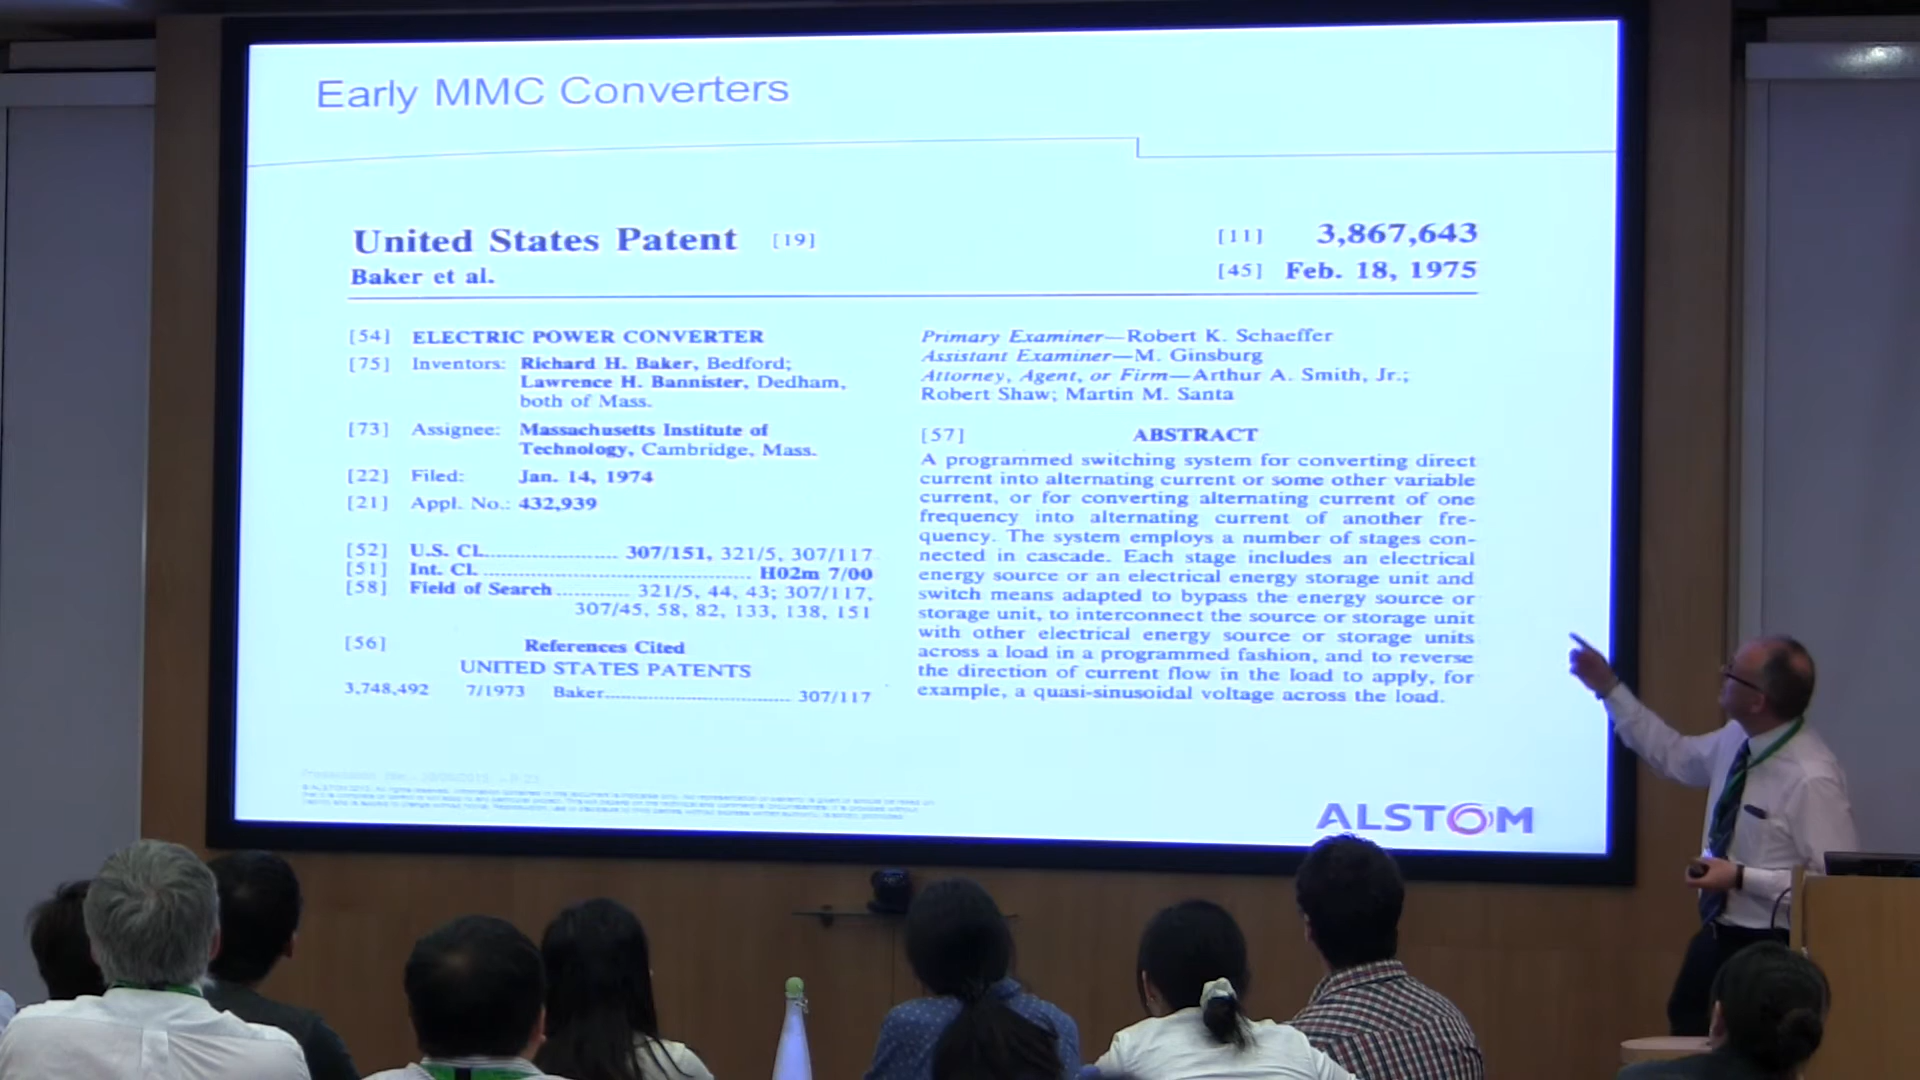 Early MMC Converters
United States Patent [19]
Baker et al.
[11] 3,867,643
[45] Feb. 18, 1975
[54] ELECTRIC POWER CONVERTER
[75] Inventors: Richard H. Baker, Bedford;
Lawrence H. Bannister, Dedham,
both of Mass.
[73] Assignee: Massachusetts Institute of
Technology, Cambridge, Mass.
[22] Filed: Jan. 14, 1974
[21] Appl. No.: 432,939
[52] U.S. Cl. .................... 307/151, 321/5, 307/117
[51] Int. Cl. ........................................ H02m 7/00
[58] Field of Search ........... 321/5, 44, 43; 307/117,
307/45, 58, 82, 133, 138, 151
[56] References Cited
UNITED STATES PATENTS
3,748,492 7/1973 Baker ................................ 307/117
Primary Examiner—Robert K. Schaeffer
Assistant Examiner—M. Ginsburg
Attorney, Agent, or Firm—Arthur A. Smith, Jr.;
Robert Shaw; Martin M. Santa
[57] ABSTRACT
A programmed switching system for converting direct
current into alternating current or some other variable
current, or for converting alternating current of one
frequency into alternating current of another fre-
quency. The system employs a number of stages con-
nected in cascade. Each stage includes an electrical
energy source or an electrical energy storage unit and
switch means adapted to bypass the energy source or
storage unit, to interconnect the source or storage unit
with other electrical energy source or storage units
across a load in a programmed fashion, and to reverse
the direction of current flow in the load to apply, for
example, a quasi-sinusoidal voltage across the load.
ALSTOM